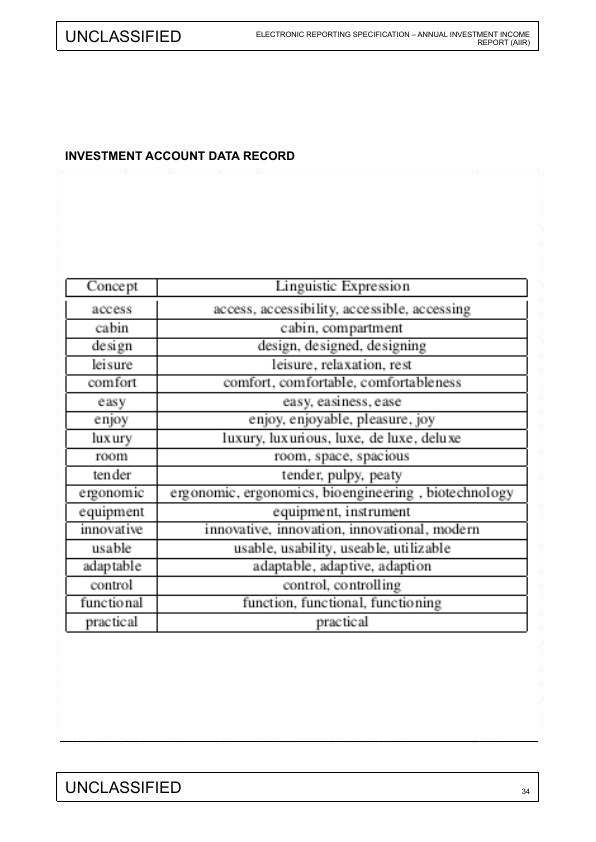 UNCLASSIFIED
ELECTRONIC REPORTING SPECIFICATION – ANNUAL INVESTMENT INCOME
REPORT (AIIR)
INVESTMENT ACCOUNT DATA RECORD
Concept Linguistic Expression
access access, accessibility, accessible, accessing
cabin cabin, compartment
design design, designed, designing
leisure leisure, relaxation, rest
comfort comfort, comfortable, comfortableness
easy easy, easiness, ease
enjoy enjoy, enjoyable, pleasure, joy
luxury luxury, luxurious, luxe, de luxe, deluxe
room room, space, spacious
tender tender, pulpy, peaty
ergonomic ergonomic, ergonomics, bioengineering , biotechnology
equipment equipment, instrument
innovative innovative, innovation, innovational, modern
usable usable, usability, useable, utilizable
adaptable adaptable, adaptive, adaption
control control, controlling
functional function, functional, functioning
practical practical
UNCLASSIFIED
34